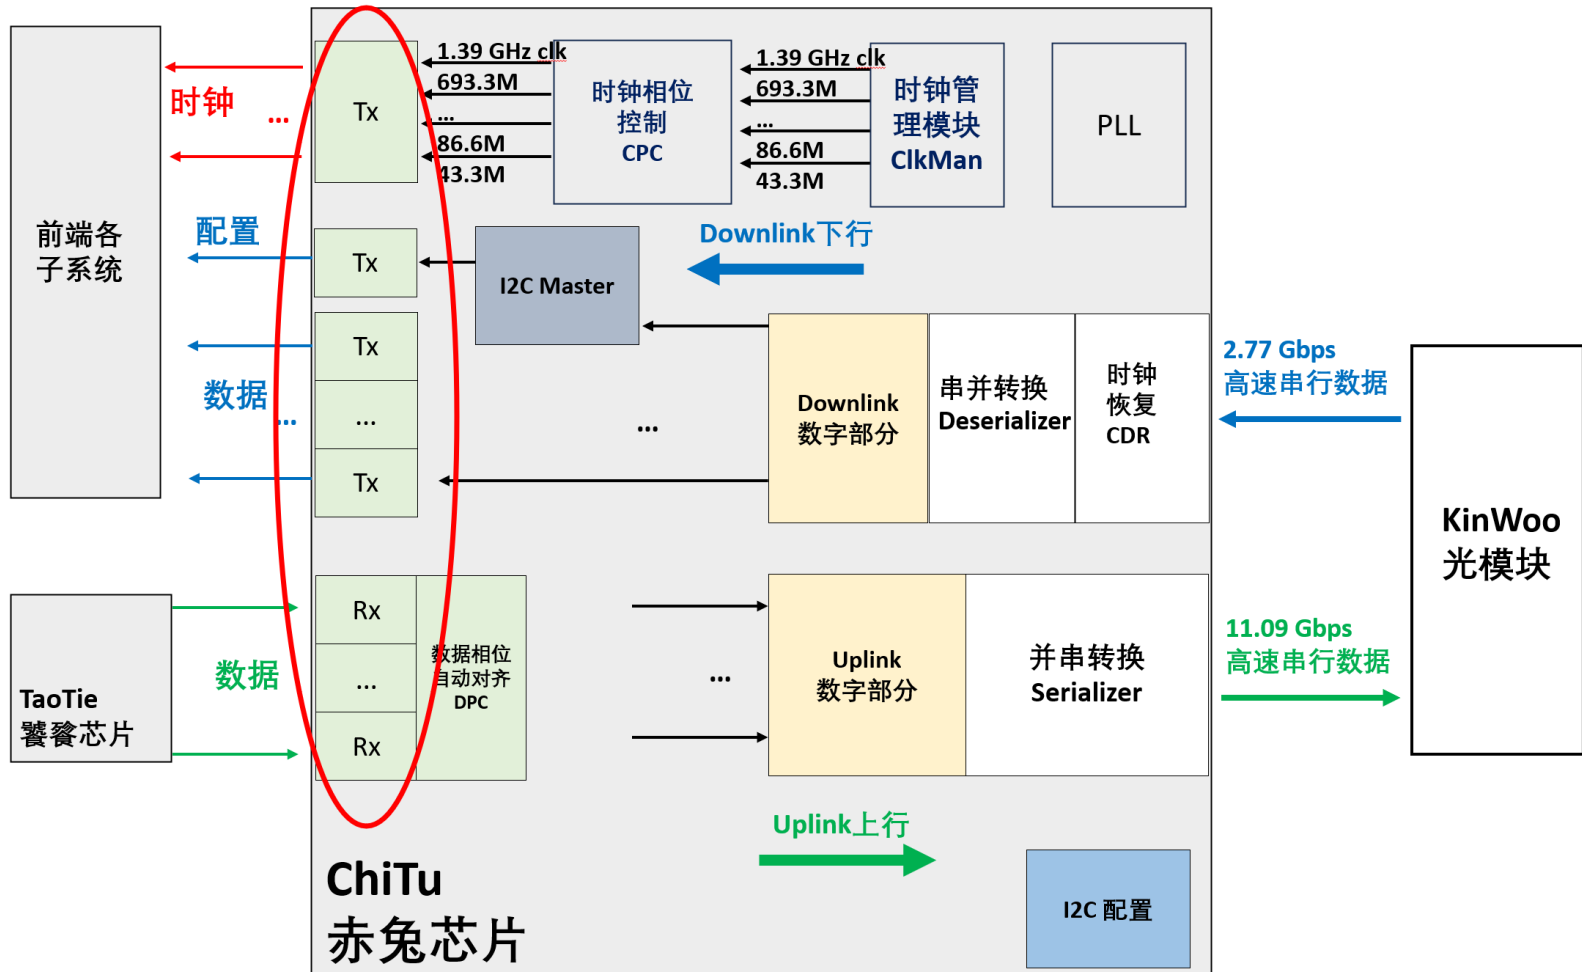 时钟
...
前端各
子系统
配置
数据
...
TaoTie
饕餮芯片
数据
Tx
1.39 GHz clk
693.3M
...
86.6M
43.3M
时钟相位
控制
CPC
1.39 GHz clk
693.3M
...
86.6M
43.3M
时钟管
理模块
ClkMan
PLL
Tx
I2C Master
Downlink下行
Tx
...
Tx
...
Downlink
数字部分
串并转换
Deserializer
时钟
恢复
CDR
2.77 Gbps
高速串行数据
KinWoo
光模块
Rx
...
Rx
数据相位
自动对齐
DPC
...
Uplink
数字部分
并串转换
Serializer
11.09 Gbps
高速串行数据
Uplink上行
ChiTu
赤兔芯片
I2C 配置